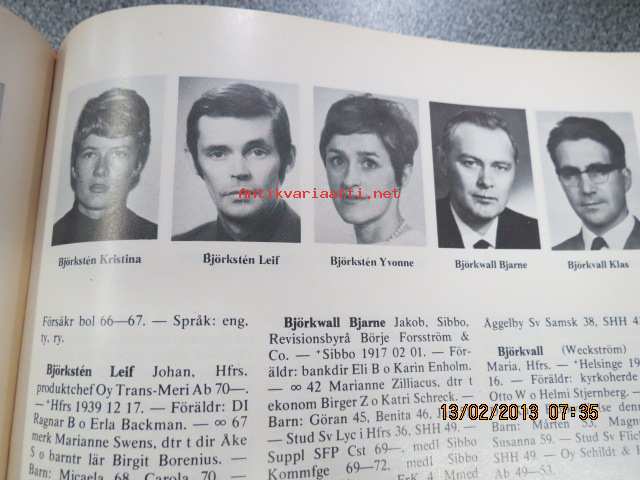 Björkstén Kristina
Björkstén Leif
Björkstén Yvonne
Björkwall Bjarne
Björkvall Klas
antikvariaatti.net
Försäkr bol 66—67. — Språk: eng,
ty, ry.
Björkstén Leif Johan, Hfrs.
produktchef Oy Trans-Meri Ab 70—.
— *Hfrs 1939 12 17. — Föräldr: DI
Ragnar B o Erla Backman. — ∞ 67
merk Marianne Swens, dtr t dir Åke
S o barntr lär Birgit Borenius. —
Barn: Micaela 68, Carola 70. —
Björkwall Bjarne Jakob, Sibbo,
Revisionsbyrå Börje Forsström &
Co. — *Sibbo 1917 02 01. — För-
äldr: bankdir Eli B o Karin Enholm.
— ∞ 42 Marianne Zilliacus, dtr t
ekonom Birger Z o Katri Schreck. —
Barn: Göran 45, Benita 46.
— Stud Sv Lyc i Hfrs 36, SHH 49. —
Suppl SFP Cst 69—. medl Sibbo
Kommfge 69—72. medl Sibbo
ErK 4 Mmed
Äggelby Sv Samsk 38, SHH 43
Björkvall (Weckström)
Maria, Hfrs. — *Helsinge 19
16. — Föräldr: kyrkoherde
Otto W o Helmi Stjernberg. —
Barn: Mårten 53, Magnu
Susanna 59. — Stud Sv Flic
SHH 49. — Oy Schildt & H
Ab 49—53.
13/02/2013 07:35